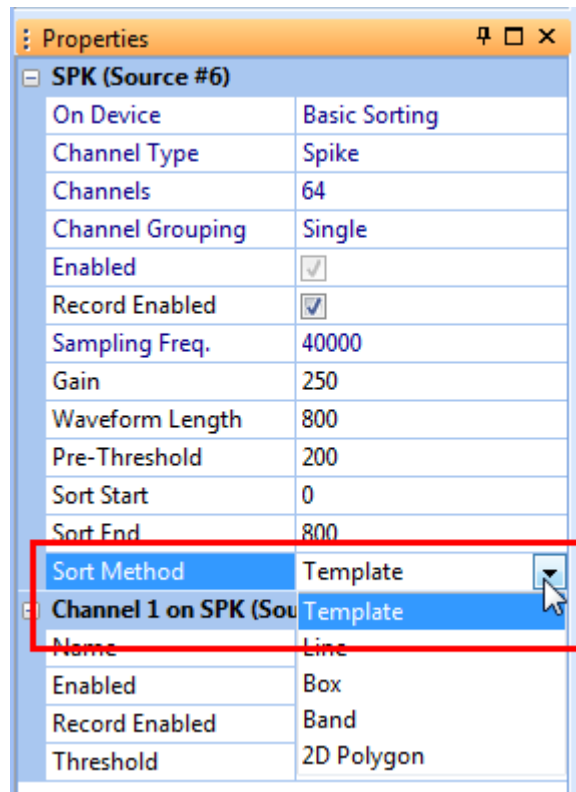 Properties
SPK (Source #6)
On Device Basic Sorting
Channel Type Spike
Channels 64
Channel Grouping Single
Enabled
Record Enabled
Sampling Freq. 40000
Gain 250
Waveform Length 800
Pre-Threshold 200
Sort Start 0
Sort End 800
Sort Method Template
Channel 1 on SPK (Sou Template
Name Line
Enabled Box
Record Enabled Band
Threshold 2D Polygon